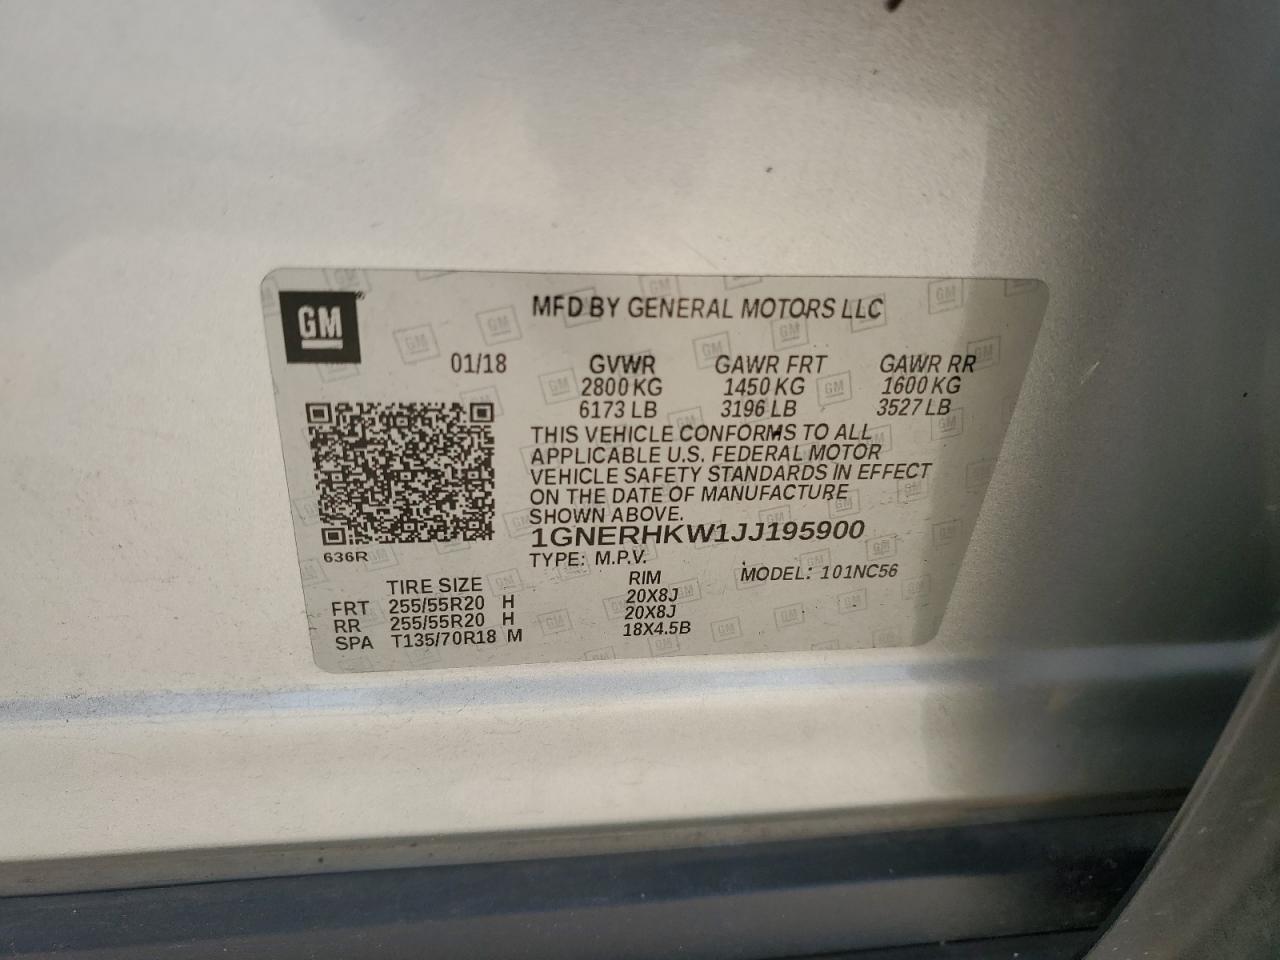 GM
MFD BY GENERAL MOTORS LLC
01/18 GVWR GAWR FRT GAWR RR
2800 KG 1450 KG 1600 KG
6173 LB 3196 LB 3527 LB
THIS VEHICLE CONFORMS TO ALL
APPLICABLE U.S. FEDERAL MOTOR
VEHICLE SAFETY STANDARDS IN EFFECT
ON THE DATE OF MANUFACTURE
SHOWN ABOVE.
1GNERHKW1JJ195900
636R TYPE: M.P.V. MODEL: 101NC56
TIRE SIZE RIM
FRT 255/55R20 H 20X8J
RR 255/55R20 H 20X8J
SPA T135/70R18 M 18X4.5B